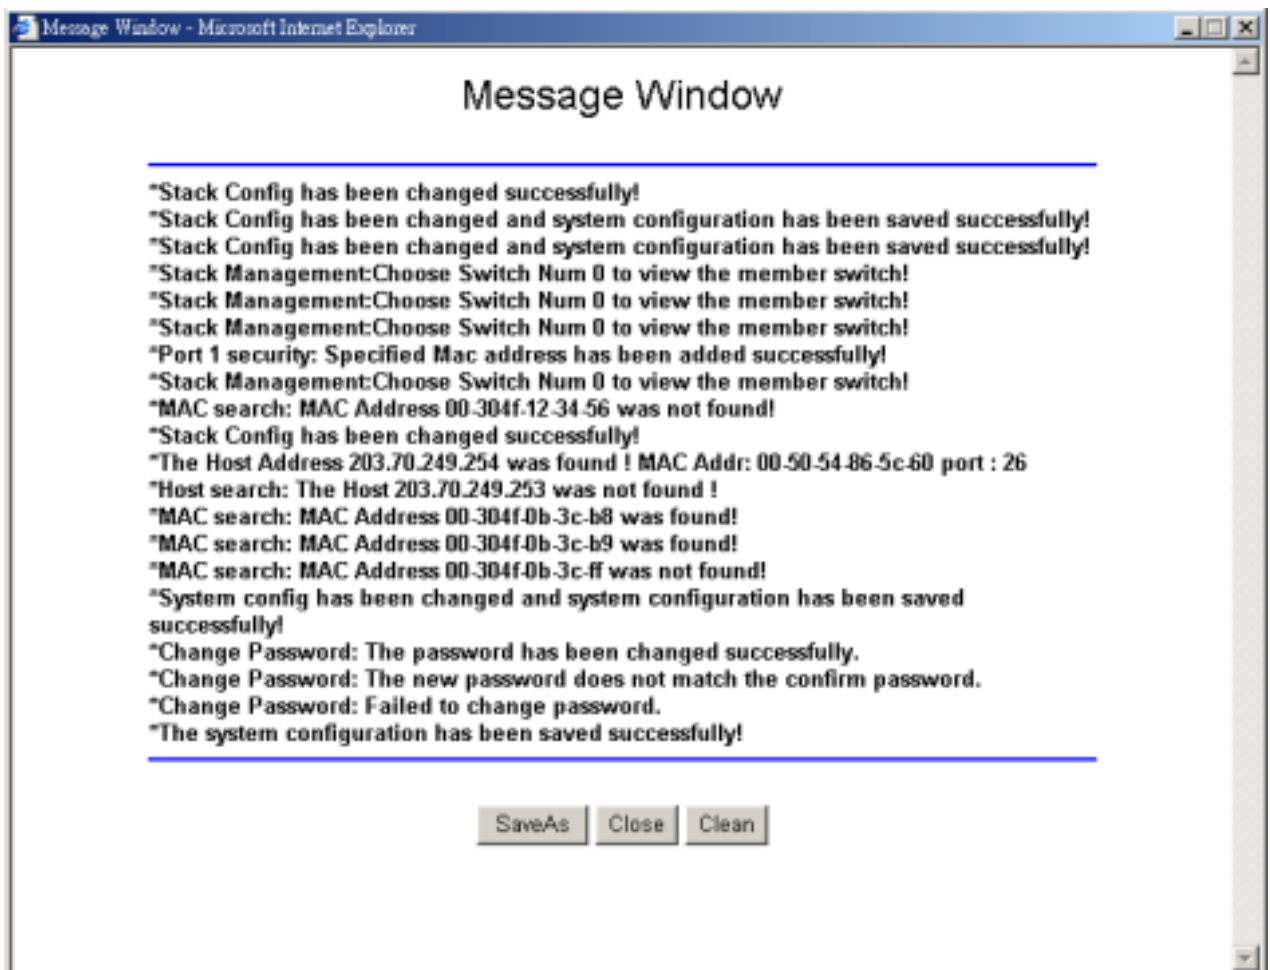 Message Window - Microsoft Internet Explorer
Message Window
*Stack Config has been changed successfully!
*Stack Config has been changed and system configuration has been saved successfully!
*Stack Config has been changed and system configuration has been saved successfully!
*Stack Management:Choose Switch Num 0 to view the member switch!
*Stack Management:Choose Switch Num 0 to view the member switch!
*Stack Management:Choose Switch Num 0 to view the member switch!
*Port 1 security: Specified Mac address has been added successfully!
*Stack Management:Choose Switch Num 0 to view the member switch!
*MAC search: MAC Address 00-304f-12-34-56 was not found!
*Stack Config has been changed successfully!
*The Host Address 203.70.249.254 was found ! MAC Addr: 00-50-54-86-5c-60 port : 26
*Host search: The Host 203.70.249.253 was not found !
*MAC search: MAC Address 00-304f-0b-3c-b8 was found!
*MAC search: MAC Address 00-304f-0b-3c-b9 was found!
*MAC search: MAC Address 00-304f-0b-3c-ff was not found!
*System config has been changed and system configuration has been saved
successfully!
*Change Password: The password has been changed successfully.
*Change Password: The new password does not match the confirm password.
*Change Password: Failed to change password.
*The system configuration has been saved successfully!
SaveAs Close Clean